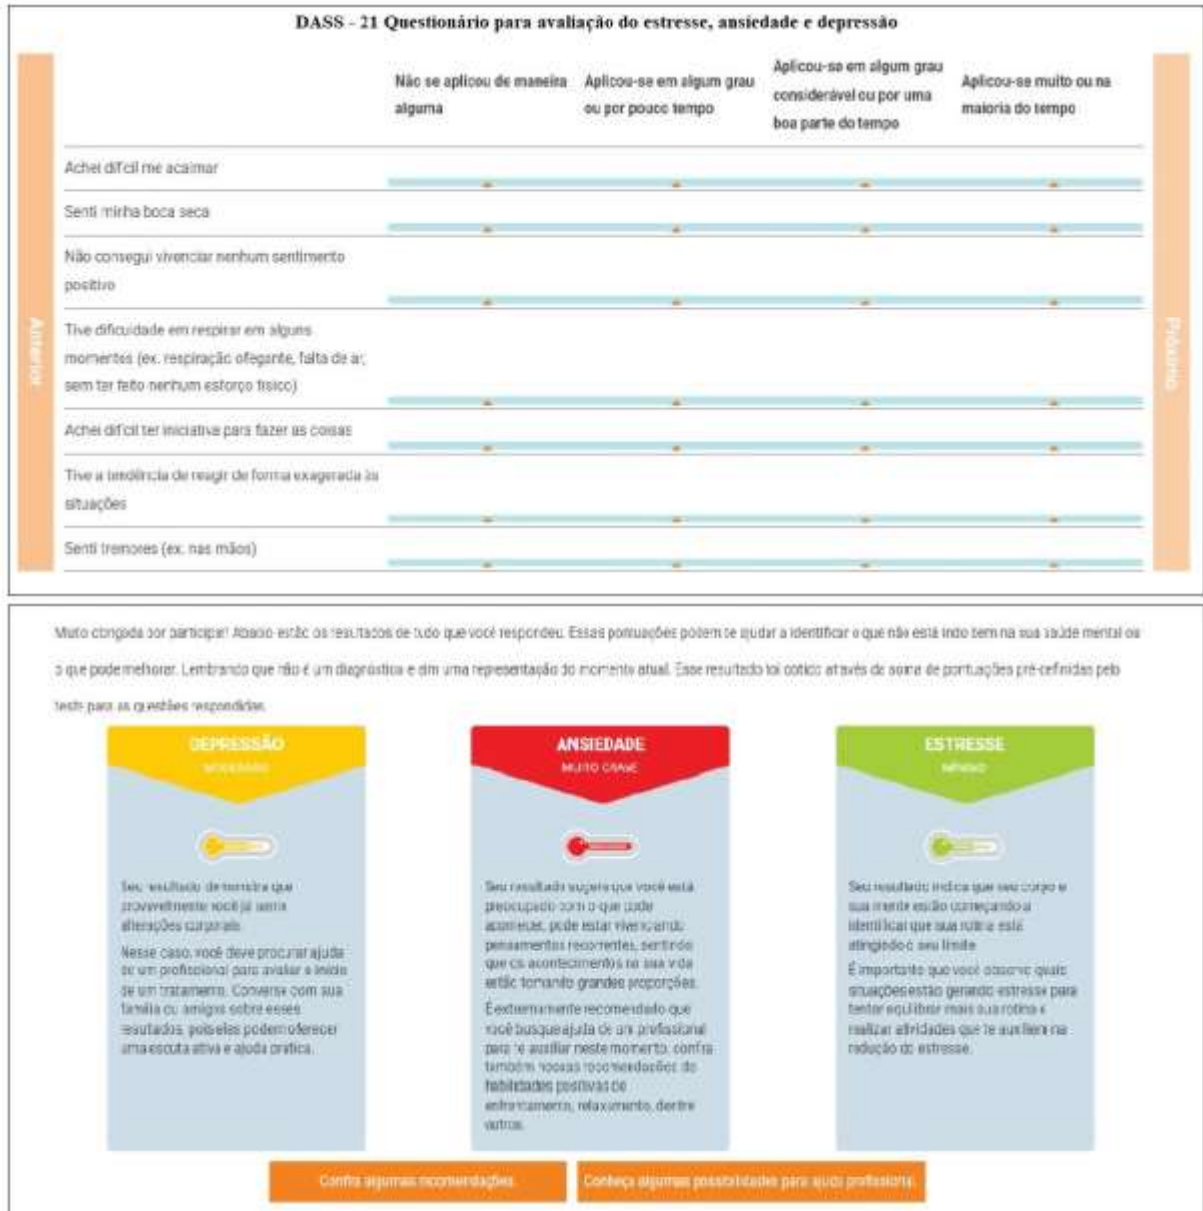 DASS - 21 Questionário para avaliação do estresse, ansiedade e depressão
Não se aplicou de maneira
alguma
Aplicou-se em algum grau
ou por pouco tempo
Aplicou-se em algum grau
considerável ou por uma
boa parte do tempo
Aplicou-se muito ou na
maioria do tempo
Anterior
Próximo
Achei difícil me acalmar
Senti minha boca seca
Não consegui vivenciar nenhum sentimento
positivo
Tive dificuldade em respirar em alguns
momentos (ex. respiração ofegante, falta de ar,
sem ter feito nenhum esforço físico)
Achei difícil ter iniciativa para fazer as coisas
Tive a tendência de reagir de forma exagerada às
situações
Senti tremores (ex. nas mãos)
Muito obrigada por participar! Abaixo estão os resultados de tudo que você respondeu. Essas pontuações podem te ajudar a identificar o que não está indo bem na sua saúde mental ou
o que pode melhorar. Lembrando que não é um diagnóstico e sim uma representação do momento atual. Esse resultado foi obtido através da soma de pontuações pré-definidas pelo
teste para as questões respondidas.
DEPRESSÃO
MODERADO
Seu resultado demonstra que
provavelmente você já sente
alterações corporais.
Nesse caso, você deve procurar ajuda
de um profissional para avaliar o início
de um tratamento. Converse com sua
família ou amigos sobre esses
resultados, pois eles podem oferecer
uma escuta ativa e ajuda prática.
ANSIEDADE
MUITO GRAVE
Seu resultado sugere que você está
preocupado com o que pode
acontecer, pode estar vivenciando
pensamentos recorrentes, sentindo
que os acontecimentos na sua vida
estão tomando grandes proporções.
É extremamente recomendado que
você busque ajuda de um profissional
para te auxiliar neste momento, confira
também nossas recomendações de
habilidades positivas de
enfrentamento, relaxamento, dentre
outros.
ESTRESSE
MÍNIMO
Seu resultado indica que seu corpo e
sua mente estão começando a
identificar que sua rotina está
atingindo o seu limite
É importante que você observe quais
situações estão gerando estresse para
tentar equilibrar mais sua rotina e
realizar atividades que te auxiliem na
redução do estresse.
Confira algumas recomendações.
Conheça algumas possibilidades para ajuda profissional.